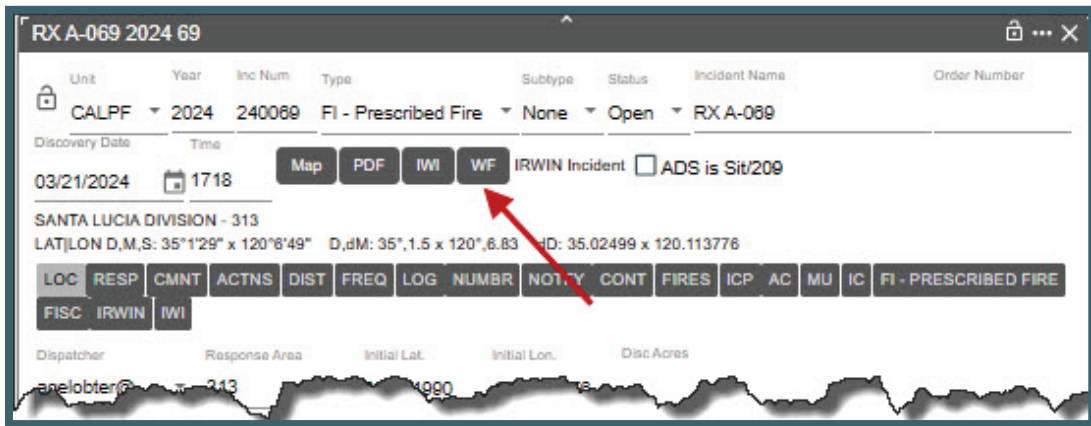 RX A-069 2024 69
Unit Year Inc Num Type Subtype Status Incident Name Order Number
CALPF 2024 240069 FI - Prescribed Fire None Open RX A-069
Discovery Date Time
03/21/2024 1718 Map PDF IWI WF IRWIN Incident ADS is Sit/209
SANTA LUCIA DIVISION - 313
LAT|LON D,M,S: 35°1'29" x 120°6'49" D,dM: 35°,1.5 x 120°,6.83 dD: 35.02499 x 120.113776
LOC RESP CMNT ACTNS DIST FREQ LOG NUMBR NOTIFY CONT FIRES ICP AC MU IC FI - PRESCRIBED FIRE
FISC IRWIN IWI
Dispatcher Response Area Initial Lat. Initial Lon. Disc Acres
313